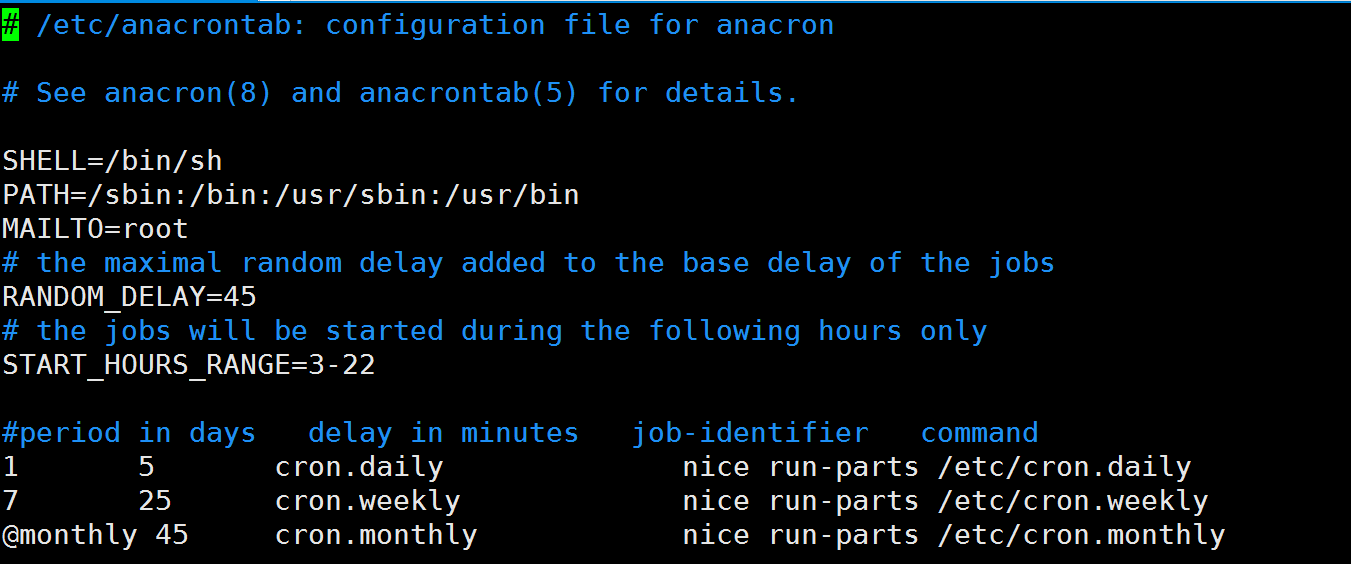 # /etc/anacrontab: configuration file for anacron
# See anacron(8) and anacrontab(5) for details.
SHELL=/bin/sh
PATH=/sbin:/bin:/usr/sbin:/usr/bin
MAILTO=root
# the maximal random delay added to the base delay of the jobs
RANDOM_DELAY=45
# the jobs will be started during the following hours only
START_HOURS_RANGE=3-22
#period in days   delay in minutes   job-identifier   command
1       5       cron.daily              nice run-parts /etc/cron.daily
7       25      cron.weekly             nice run-parts /etc/cron.weekly
@monthly 45     cron.monthly            nice run-parts /etc/cron.monthly